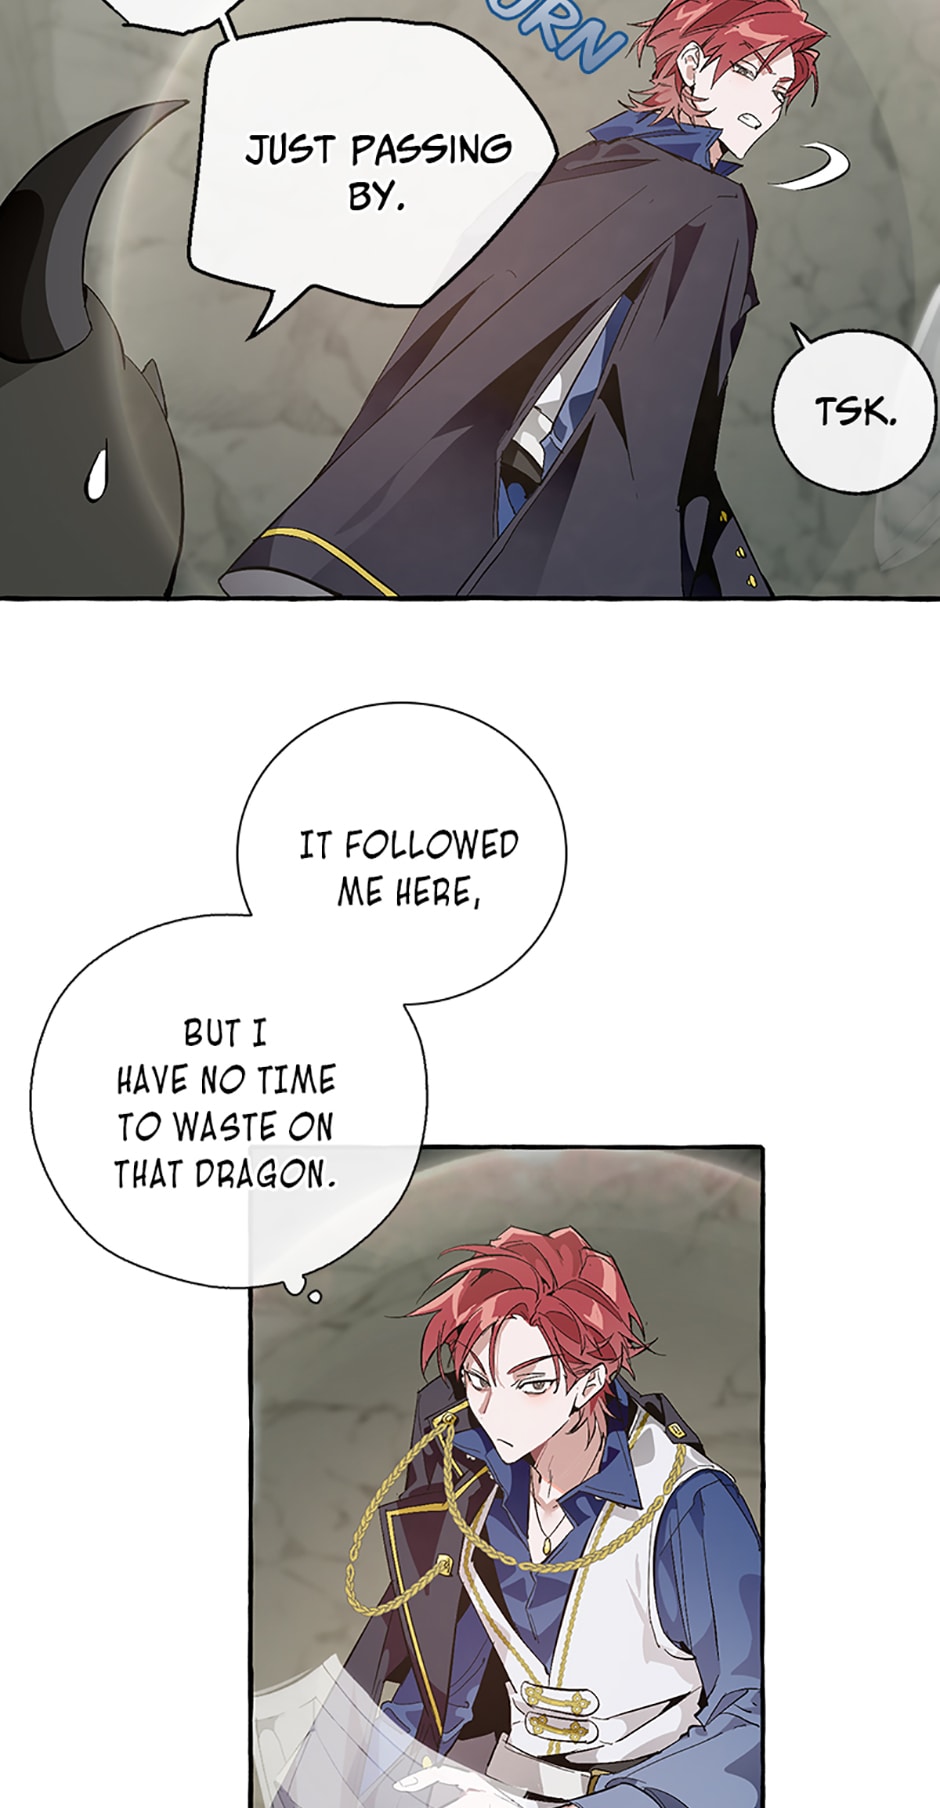 JUST PASSING
BY.
TSK.
IT FOLLOWED
ME HERE,
BUT I
HAVE NO TIME
TO WASTE ON
THAT DRAGON.